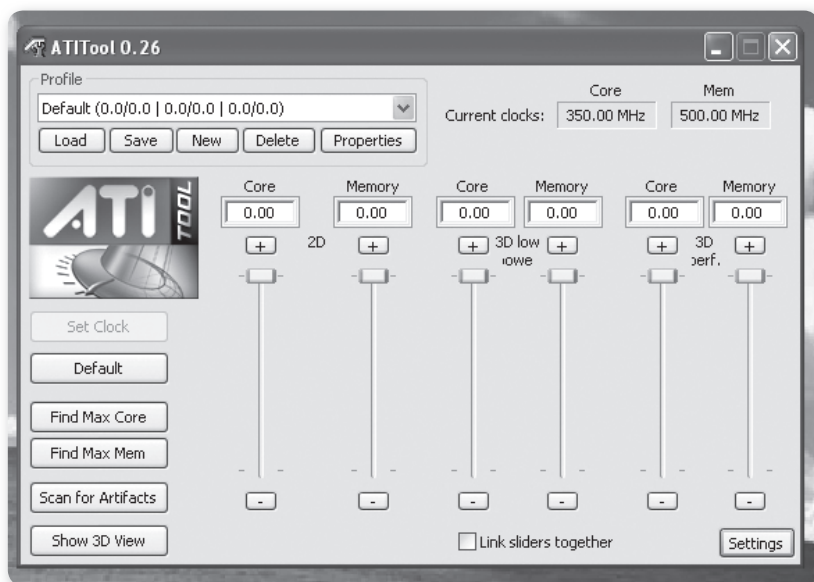 ATITool 0.26
Profile
Default (0.0/0.0 | 0.0/0.0 | 0.0/0.0)
Load Save New Delete Properties
Core Mem
Current clocks: 350.00 MHz 500.00 MHz
ATI TOOL
Core Memory Core Memory Core Memory
0.00 0.00 0.00 0.00 0.00 0.00
+ 2D + + 3D low + + 3D +
owe erf.
Set Clock
Default
Find Max Core
Find Max Mem
Scan for Artifacts
- - - - - -
Show 3D View
Link sliders together
Settings